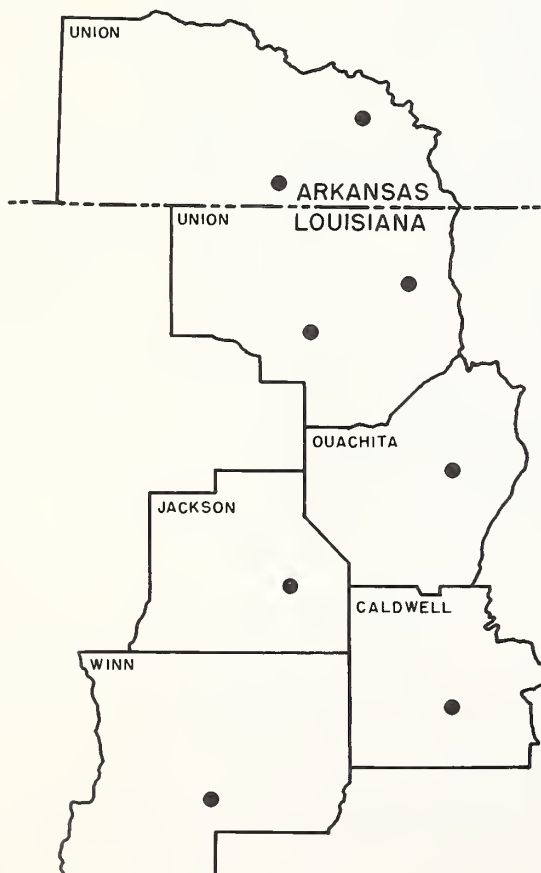 UNION
ARKANSAS
UNION
LOUISIANA
OUACHITA
JACKSON
CALDWELL
WINN